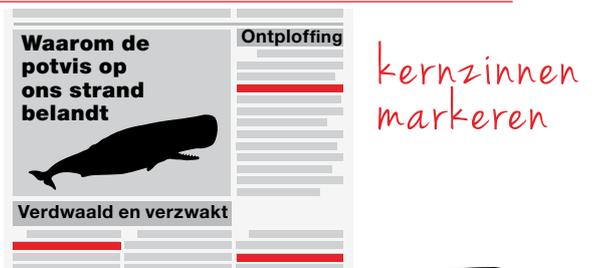 Waarom de
potvis op
ons strand
belandt
Ontploffing
Verdwaald en verzwakt
kernzinnen
markeren